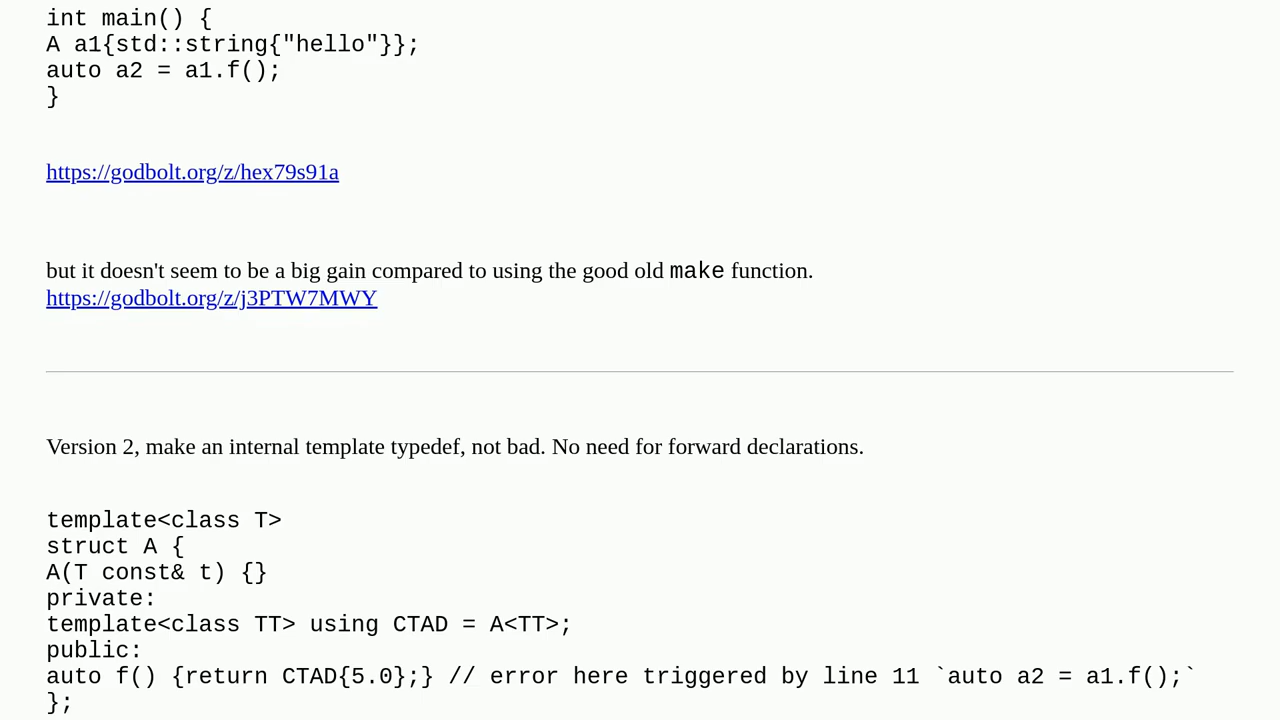 int main() {
A a1{std::string{"hello"}};
auto a2 = a1.f();
}
https://godbolt.org/z/hex79s91a
but it doesn't seem to be a big gain compared to using the good old make function.
https://godbolt.org/z/j3PTW7MWY
Version 2, make an internal template typedef, not bad. No need for forward declarations.
template<class T>
struct A {
A(T const& t) {}
private:
template<class TT> using CTAD = A<TT>;
public:
auto f() {return CTAD{5.0};} // error here triggered by line 11 `auto a2 = a1.f();`
};